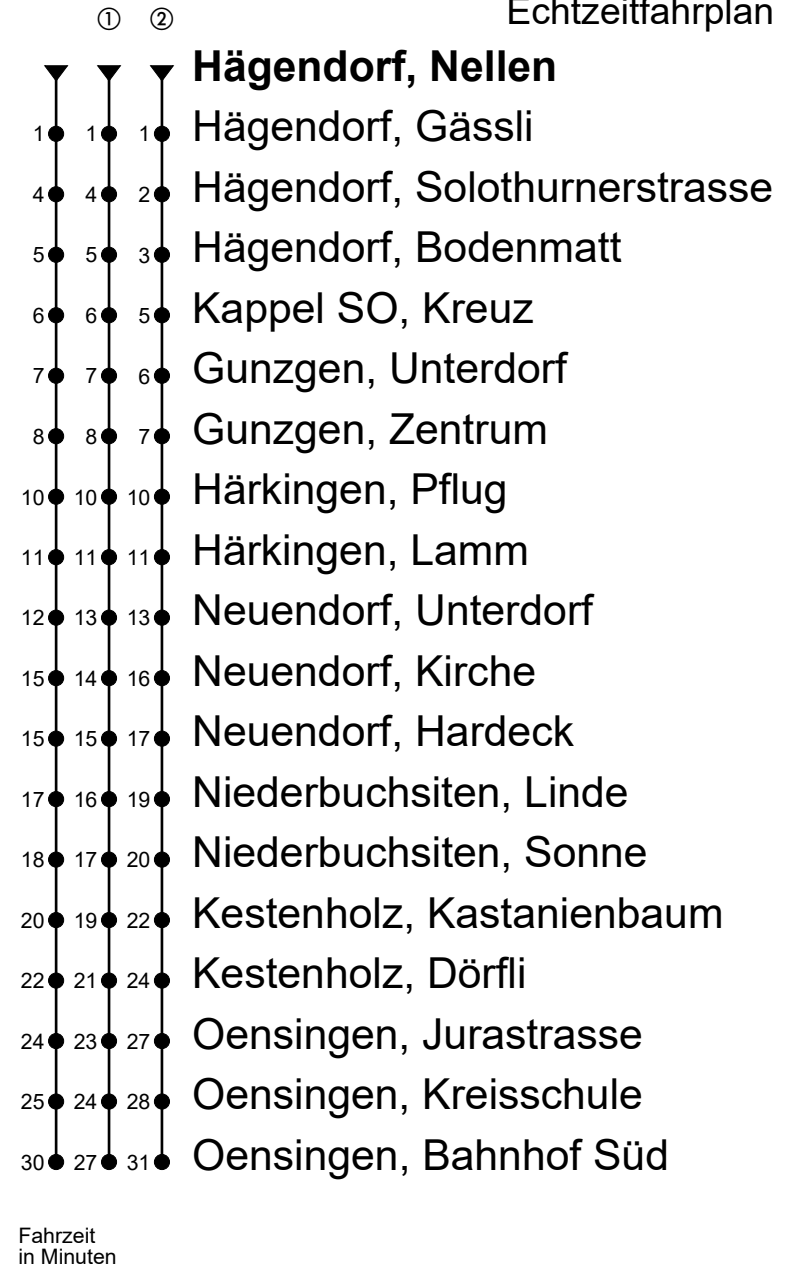 ① ② Echtzeitfahrplan
Hägendorf, Nellen
1 1 1 Hägendorf, Gässli
4 4 2 Hägendorf, Solothurnerstrasse
5 5 3 Hägendorf, Bodenmatt
6 6 5 Kappel SO, Kreuz
7 7 6 Gunzgen, Unterdorf
8 8 7 Gunzgen, Zentrum
10 10 10 Härkingen, Pflug
11 11 11 Härkingen, Lamm
12 13 13 Neuendorf, Unterdorf
15 14 16 Neuendorf, Kirche
15 15 17 Neuendorf, Hardeck
17 16 19 Niederbuchsiten, Linde
18 17 20 Niederbuchsiten, Sonne
20 19 22 Kestenholz, Kastanienbaum
22 21 24 Kestenholz, Dörfli
24 23 27 Oensingen, Jurastrasse
25 24 28 Oensingen, Kreisschule
30 27 31 Oensingen, Bahnhof Süd
Fahrzeit
in Minuten